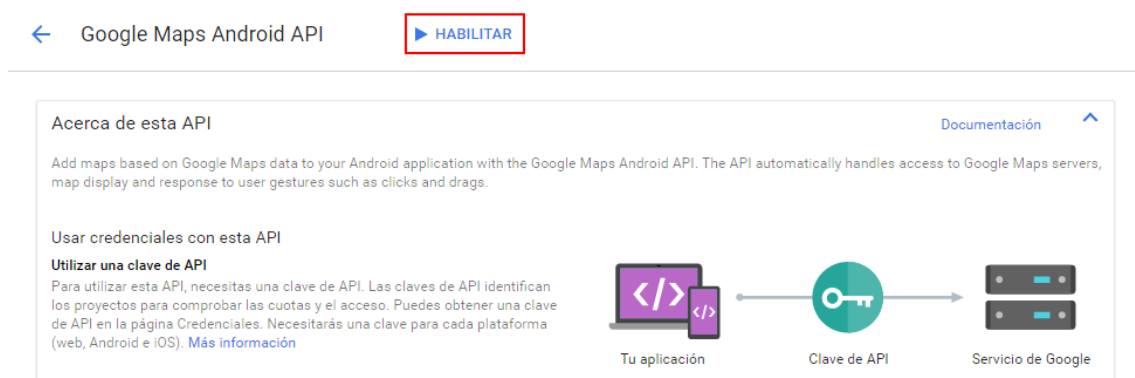 Google Maps Android API
HABILITAR
Acerca de esta API
Documentación
Add maps based on Google Maps data to your Android application with the Google Maps Android API. The API automatically handles access to Google Maps servers,
map display and response to user gestures such as clicks and drags.
Usar credenciales con esta API
Utilizar una clave de API
Para utilizar esta API, necesitas una clave de API. Las claves de API identifican
los proyectos para comprobar las cuotas y el acceso. Puedes obtener una clave
de API en la página Credenciales. Necesitarás una clave para cada plataforma
(web, Android e iOS). Más información
</>
</>
Tu aplicación
Clave de API
Servicio de Google